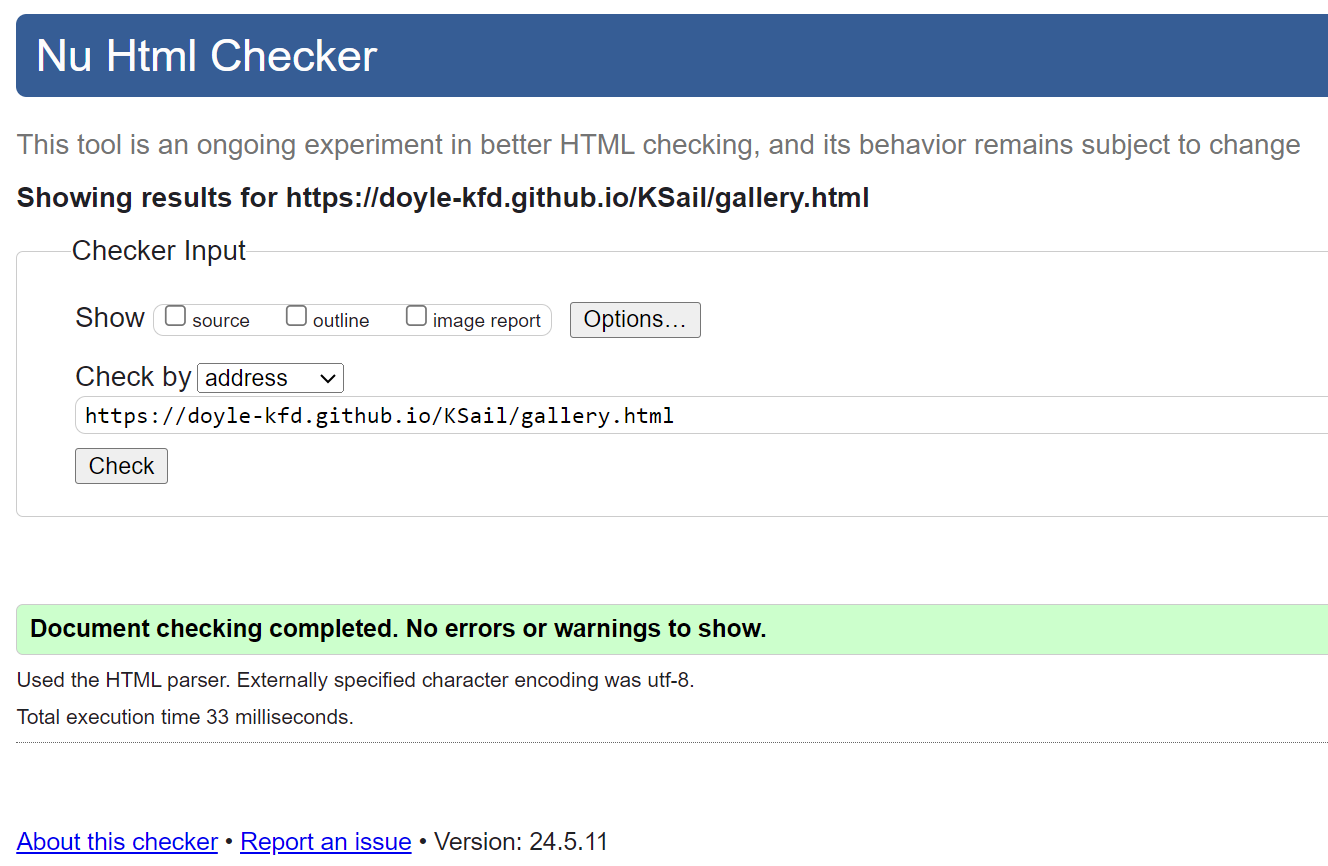 Nu Html Checker
This tool is an ongoing experiment in better HTML checking, and its behavior remains subject to change
Showing results for https://doyle-kfd.github.io/KSail/gallery.html
Checker Input
Show source outline image report Options…
Check by address
https://doyle-kfd.github.io/KSail/gallery.html
Check
Document checking completed. No errors or warnings to show.
Used the HTML parser. Externally specified character encoding was utf-8.
Total execution time 33 milliseconds.
About this checker • Report an issue • Version: 24.5.11